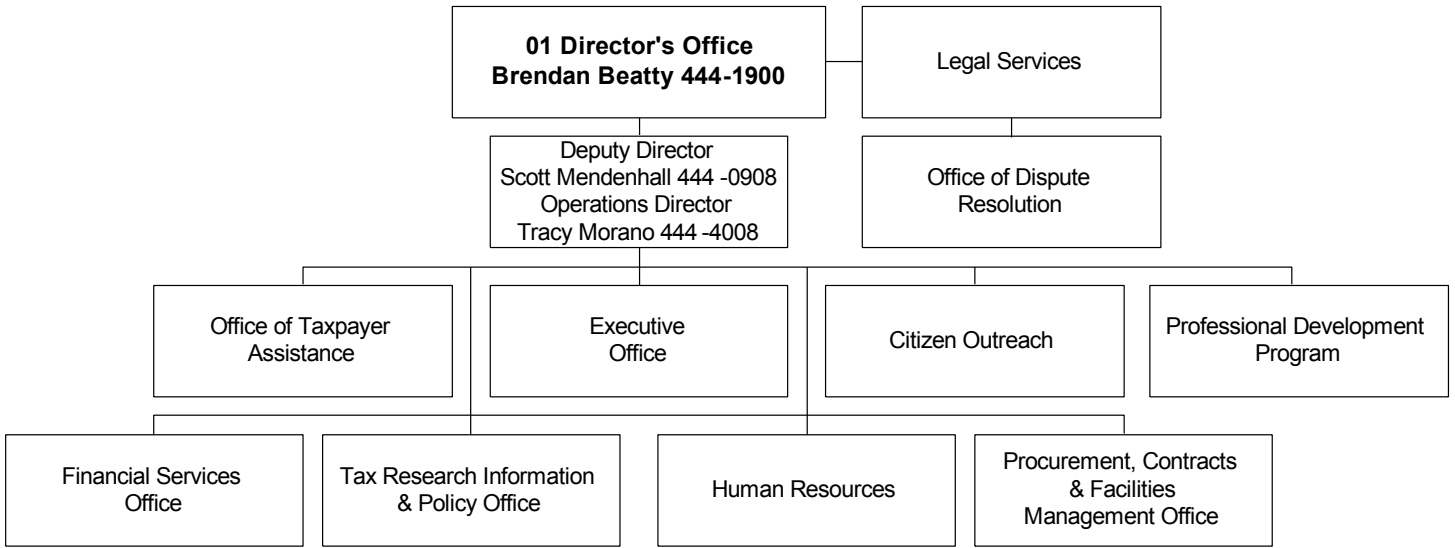 01 Director's Office
Brendan Beatty 444-1900
Legal Services
Deputy Director
Scott Mendenhall 444 -0908
Operations Director
Tracy Morano 444 -4008
Office of Dispute
Resolution
Office of Taxpayer
Assistance
Executive
Office
Citizen Outreach
Professional Development
Program
Financial Services
Office
Tax Research Information
& Policy Office
Human Resources
Procurement, Contracts
& Facilities
Management Office